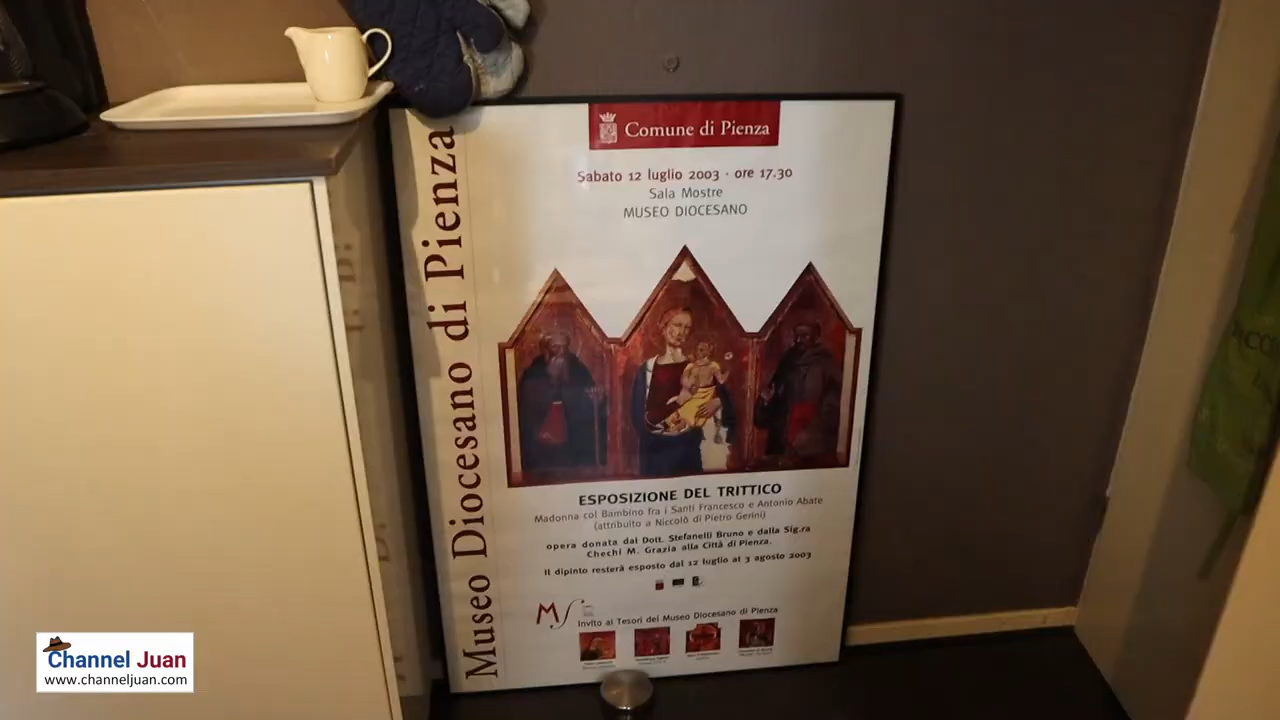 Museo Diocesano di Pienza
Comune di Pienza
Sabato 12 luglio 2003 · ore 17.30
Sala Mostre
MUSEO DIOCESANO
ESPOSIZIONE DEL TRITTICO
Madonna col Bambino fra i Santi Francesco e Antonio Abate
(attribuito a Niccolò di Pietro Gerini)
opera donata dal Dott. Stefanelli Bruno e dalla Sig.ra
Chechi M. Grazia alla Città di Pienza.
Il dipinto resterà esposto dal 12 luglio al 3 agosto 2003
Invito ai Tesori del Museo Diocesano di Pienza
Channel Juan
www.channeljuan.com